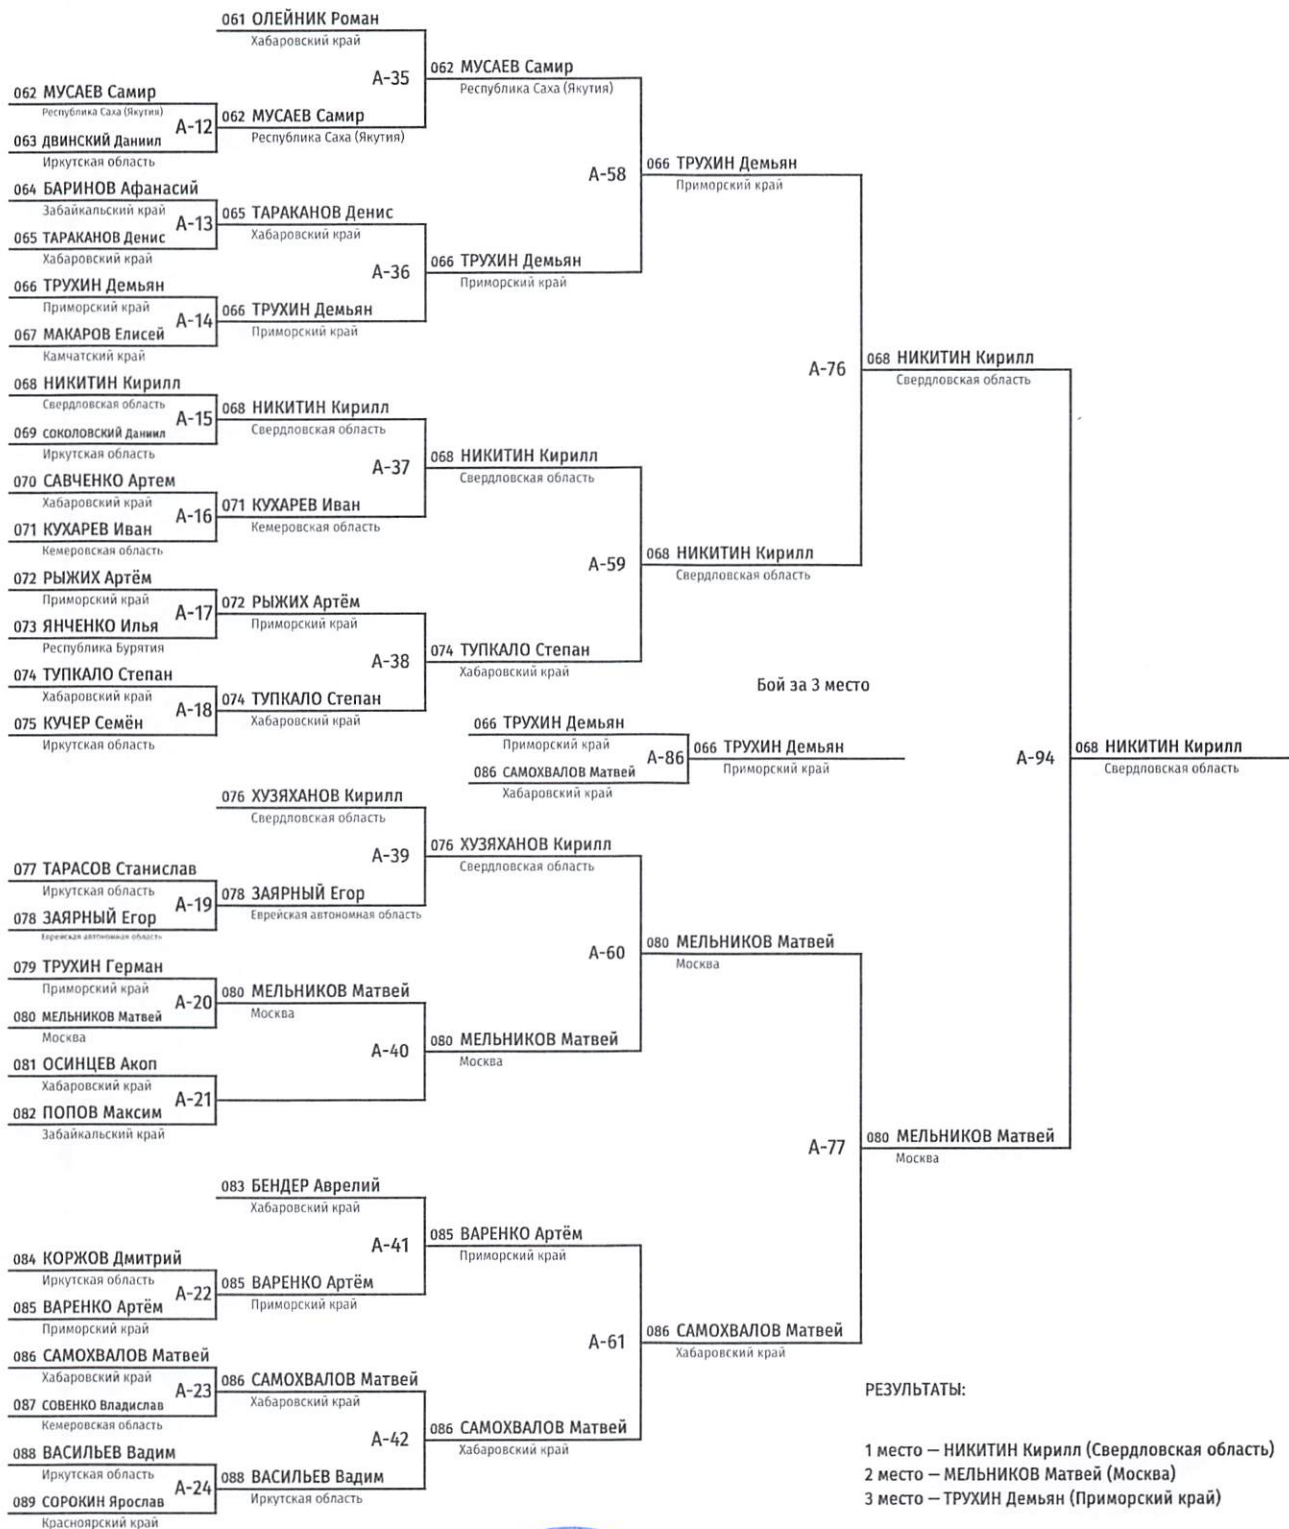 061 ОЛЕЙНИК Роман
Хабаровский край
А-35
062 МУСАЕВ Самир
Республика Саха (Якутия)
062 МУСАЕВ Самир
Республика Саха (Якутия)
А-12
062 МУСАЕВ Самир
Республика Саха (Якутия)
063 ДВИНСКИЙ Даниил
Иркутская область
А-58
066 ТРУХИН Демьян
Приморский край
064 БАРИНОВ Афанасий
Забайкальский край
А-13
065 ТАРАКАНОВ Денис
Хабаровский край
065 ТАРАКАНОВ Денис
Хабаровский край
А-36
066 ТРУХИН Демьян
Приморский край
066 ТРУХИН Демьян
Приморский край
А-14
066 ТРУХИН Демьян
Приморский край
067 МАКАРОВ Елисей
Камчатский край
А-76
068 НИКИТИН Кирилл
Свердловская область
068 НИКИТИН Кирилл
Свердловская область
А-15
068 НИКИТИН Кирилл
Свердловская область
069 СОКОЛОВСКИЙ Даниил
Иркутская область
А-37
068 НИКИТИН Кирилл
Свердловская область
070 САВЧЕНКО Артем
Хабаровский край
А-16
071 КУХАРЕВ Иван
Кемеровская область
071 КУХАРЕВ Иван
Кемеровская область
А-59
068 НИКИТИН Кирилл
Свердловская область
072 РЫЖИХ Артём
Приморский край
А-17
072 РЫЖИХ Артём
Приморский край
073 ЯНЧЕНКО Илья
Республика Бурятия
А-38
074 ТУПКАЛО Степан
Хабаровский край
074 ТУПКАЛО Степан
Хабаровский край
А-18
074 ТУПКАЛО Степан
Хабаровский край
075 КУЧЕР Семён
Иркутская область
Бой за 3 место
066 ТРУХИН Демьян
Приморский край
А-86
066 ТРУХИН Демьян
Приморский край
086 САМОХВАЛОВ Матвей
Хабаровский край
А-94
068 НИКИТИН Кирилл
Свердловская область
076 ХУЗЯХАНОВ Кирилл
Свердловская область
А-39
076 ХУЗЯХАНОВ Кирилл
Свердловская область
077 ТАРАСОВ Станислав
Иркутская область
А-19
078 ЗАЯРНЫЙ Егор
Еврейская автономная область
078 ЗАЯРНЫЙ Егор
Еврейская автономная область
А-60
080 МЕЛЬНИКОВ Матвей
Москва
079 ТРУХИН Герман
Приморский край
А-20
080 МЕЛЬНИКОВ Матвей
Москва
080 МЕЛЬНИКОВ Матвей
Москва
А-40
080 МЕЛЬНИКОВ Матвей
Москва
081 ОСИНЦЕВ Акоп
Хабаровский край
А-21
082 ПОПОВ Максим
Забайкальский край
А-77
080 МЕЛЬНИКОВ Матвей
Москва
083 БЕНДЕР Аврелий
Хабаровский край
А-41
085 ВАРЕНКО Артём
Приморский край
084 КОРЖОВ Дмитрий
Иркутская область
А-22
085 ВАРЕНКО Артём
Приморский край
085 ВАРЕНКО Артём
Приморский край
А-61
086 САМОХВАЛОВ Матвей
Хабаровский край
086 САМОХВАЛОВ Матвей
Хабаровский край
А-23
086 САМОХВАЛОВ Матвей
Хабаровский край
087 СОВЕНКО Владислав
Кемеровская область
А-42
086 САМОХВАЛОВ Матвей
Хабаровский край
088 ВАСИЛЬЕВ Вадим
Иркутская область
А-24
088 ВАСИЛЬЕВ Вадим
Иркутская область
089 СОРОКИН Ярослав
Красноярский край
РЕЗУЛЬТАТЫ:
1 место — НИКИТИН Кирилл (Свердловская область)
2 место — МЕЛЬНИКОВ Матвей (Москва)
3 место — ТРУХИН Демьян (Приморский край)